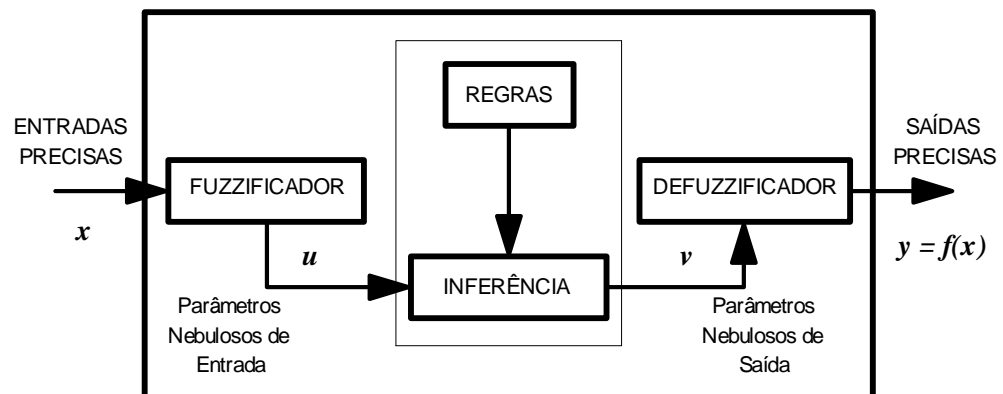 REGRAS
ENTRADAS
PRECISAS
x
FUZZIFICADOR
u
Parâmetros
Nebulosos de
Entrada
INFERÊNCIA
v
DEFUZZIFICADOR
Parâmetros
Nebulosos de
Saída
SAÍDAS
PRECISAS
y = f(x)